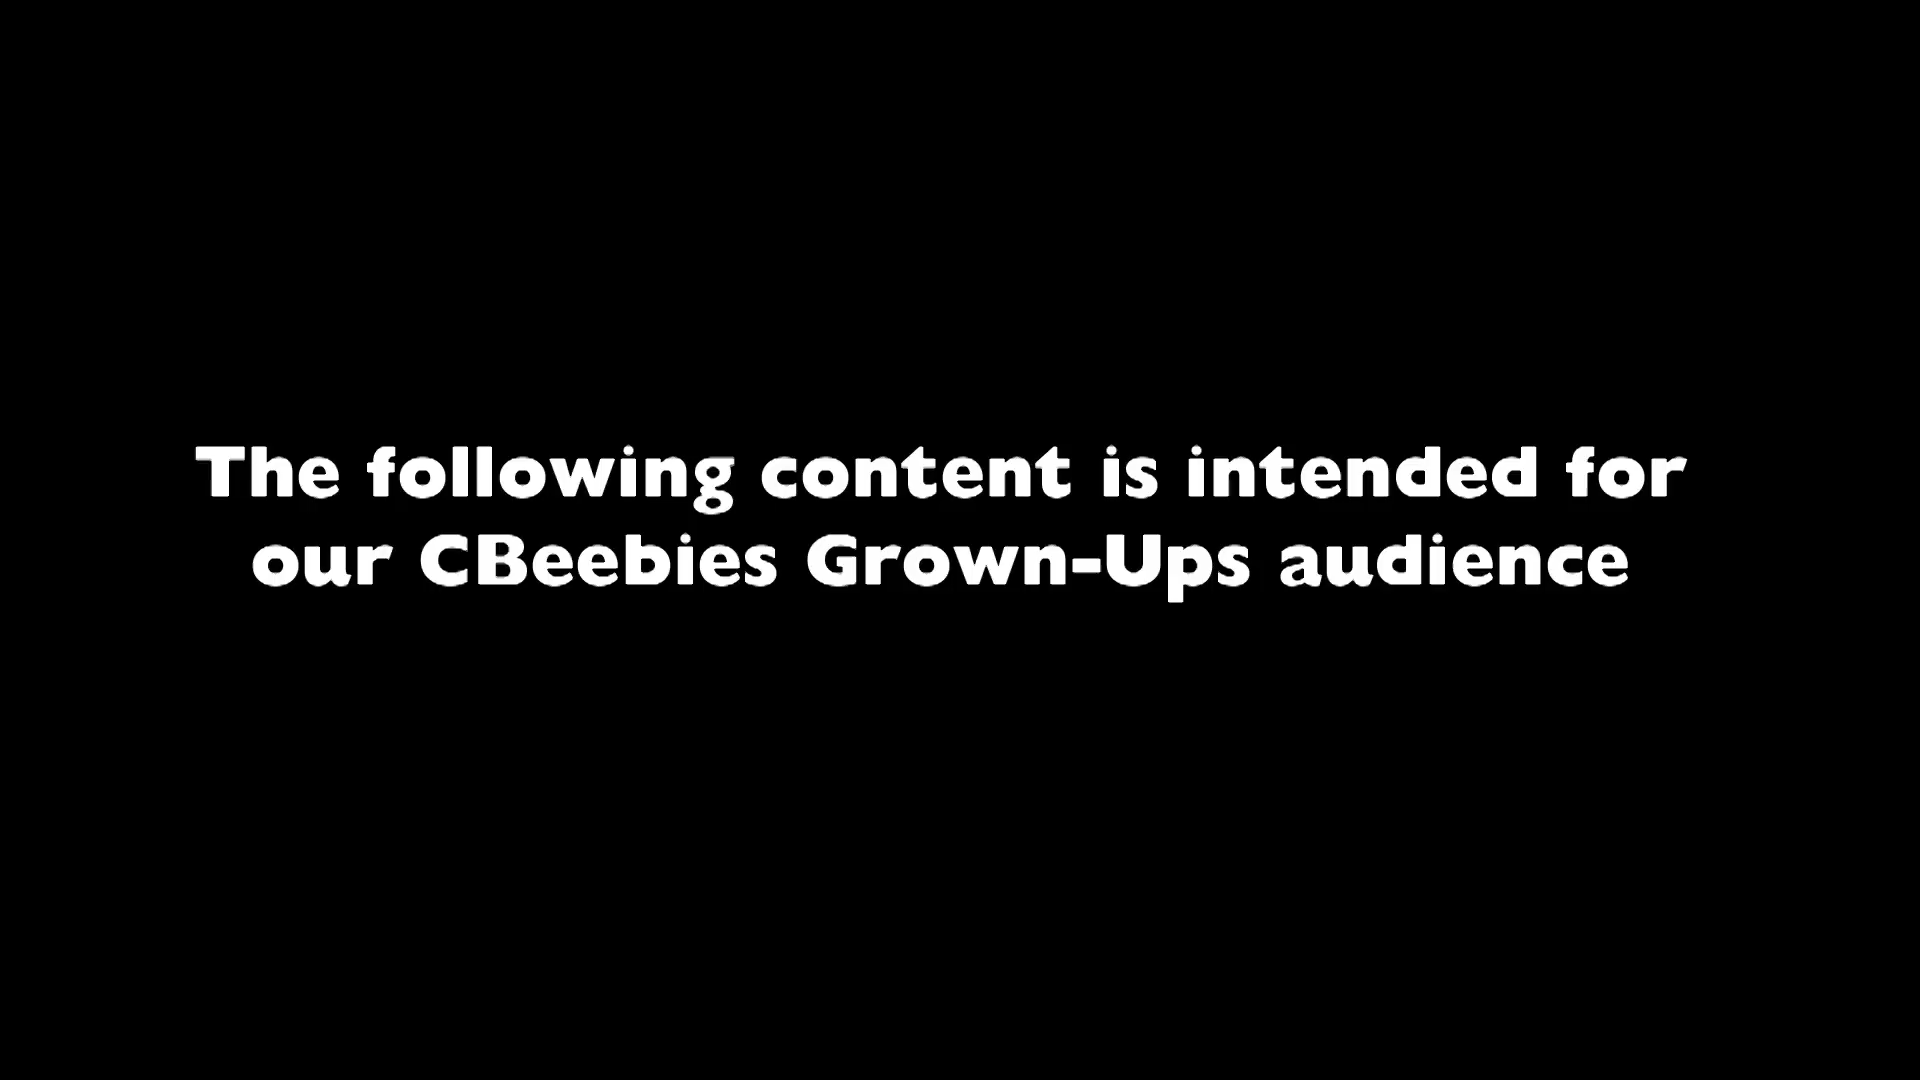 The following content is intended for
our CBeebies Grown-Ups audience